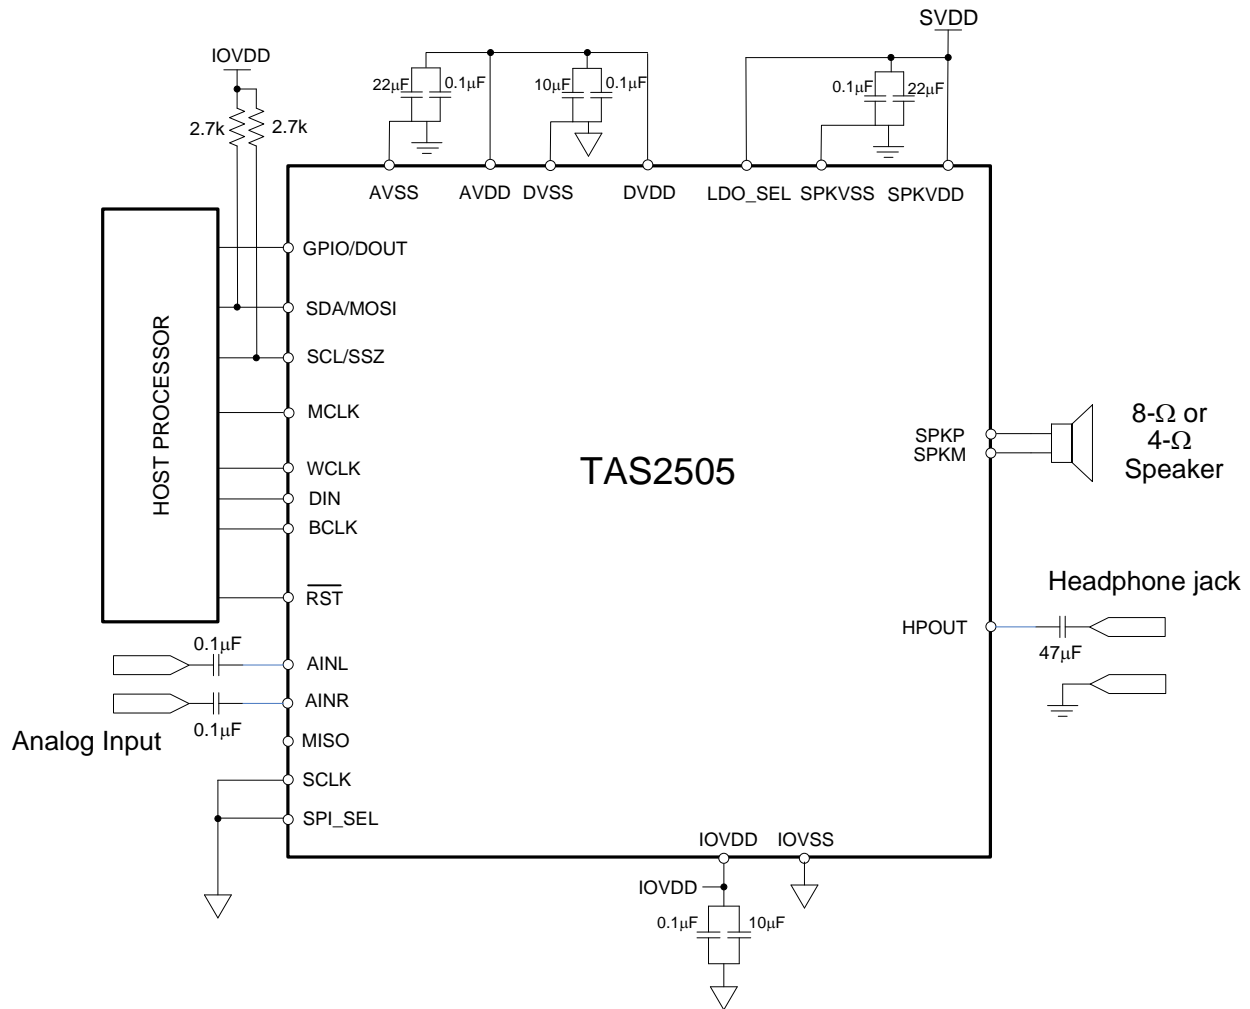 SVDD
IOVDD
22µF
0.1µF
10µF
0.1µF
0.1µF
22µF
2.7k
2.7k
AVSS
AVDD
DVSS
DVDD
LDO_SEL
SPKVSS
SPKVDD
HOST PROCESSOR
GPIO/DOUT
SDA/MOSI
SCL/SSZ
MCLK
WCLK
DIN
BCLK
RST
TAS2505
SPKP
SPKM
8-Ω or
4-Ω
Speaker
Headphone jack
HPOUT
47µF
0.1µF
AINL
AINR
0.1µF
Analog Input
MISO
SCLK
SPI_SEL
IOVDD
IOVSS
IOVDD
0.1µF
10µF